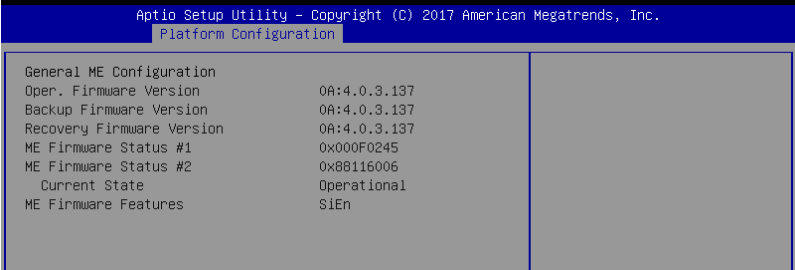 Aptio Setup Utility – Copyright (C) 2017 American Megatrends, Inc.
Platform Configuration
General ME Configuration
Oper. Firmware Version 0A:4.0.3.137
Backup Firmware Version 0A:4.0.3.137
Recovery Firmware Version 0A:4.0.3.137
ME Firmware Status #1 0x000F0245
ME Firmware Status #2 0x88116006
Current State Operational
ME Firmware Features SiEn